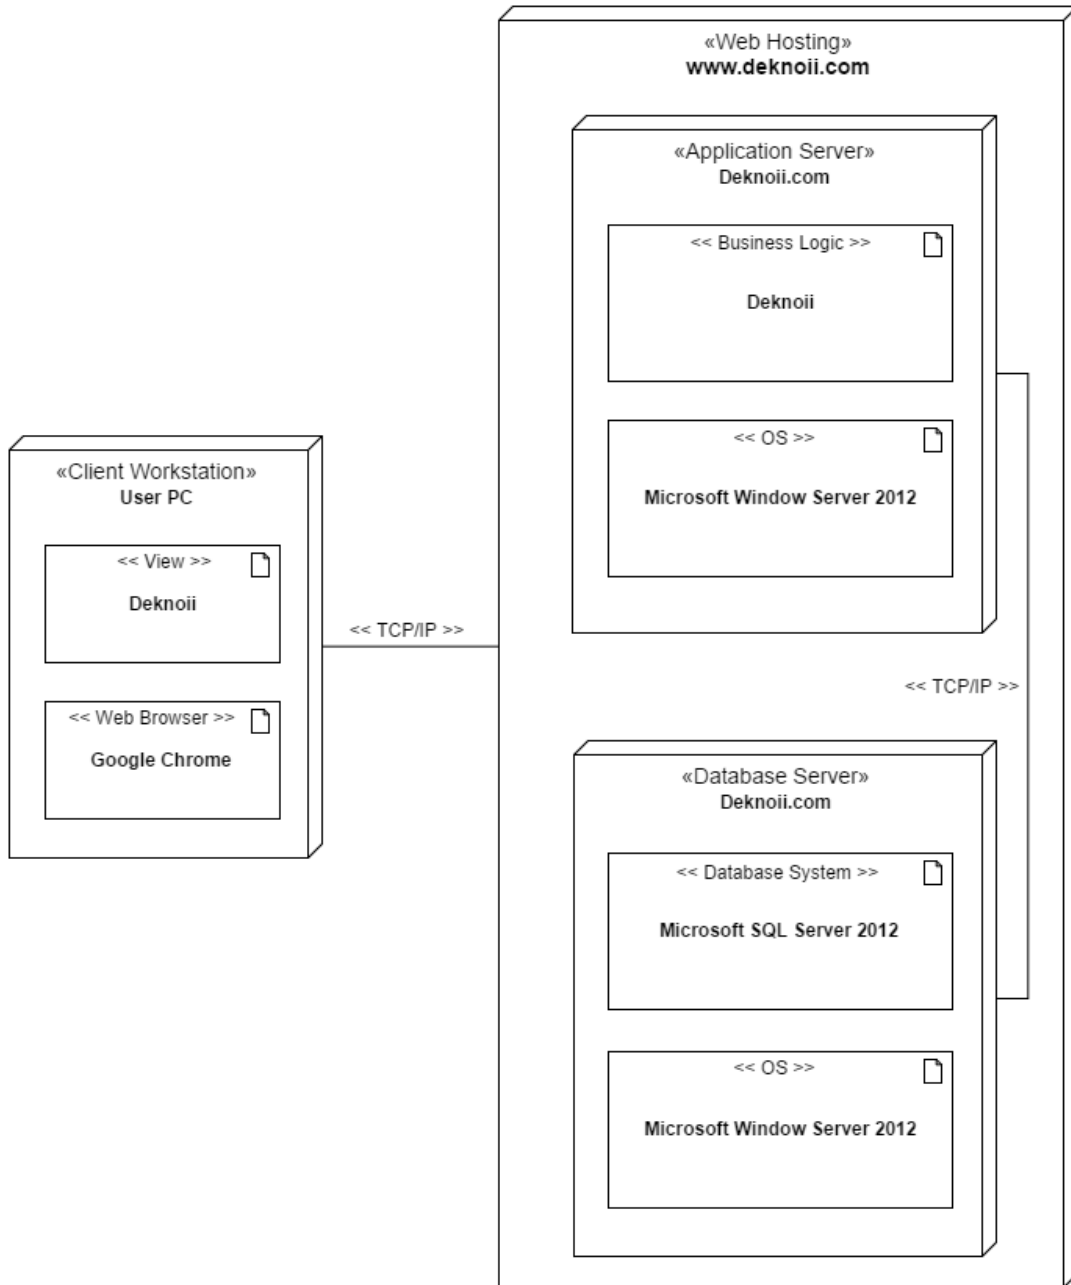 «Web Hosting»
www.deknoii.com
«Application Server»
Deknoii.com
<< Business Logic >>
Deknoii
<< OS >>
Microsoft Window Server 2012
«Client Workstation»
User PC
<< View >>
Deknoii
<< Web Browser >>
Google Chrome
<< TCP/IP >>
<< TCP/IP >>
«Database Server»
Deknoii.com
<< Database System >>
Microsoft SQL Server 2012
<< OS >>
Microsoft Window Server 2012